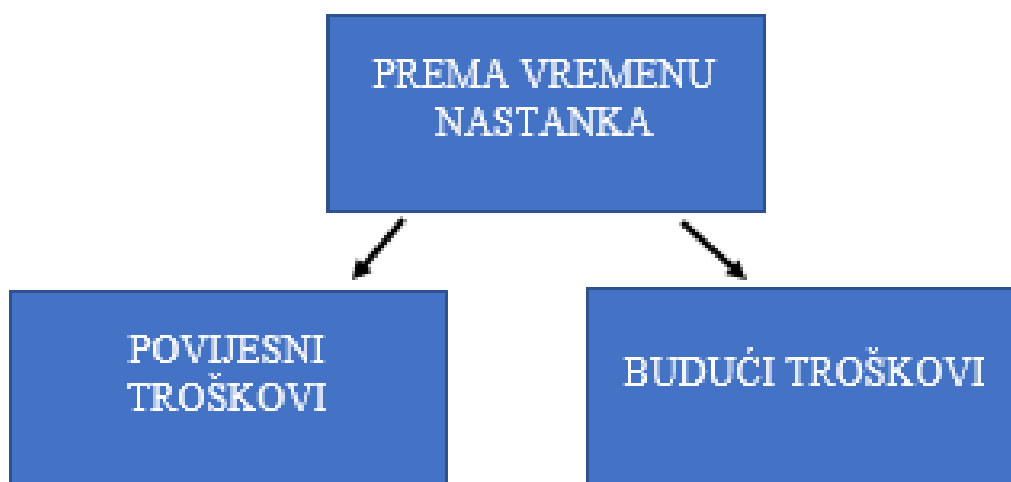 PREMA VREMENU
NASTANKA
POVIJESNI
TROŠKOVI
BUDUĆI TROŠKOVI